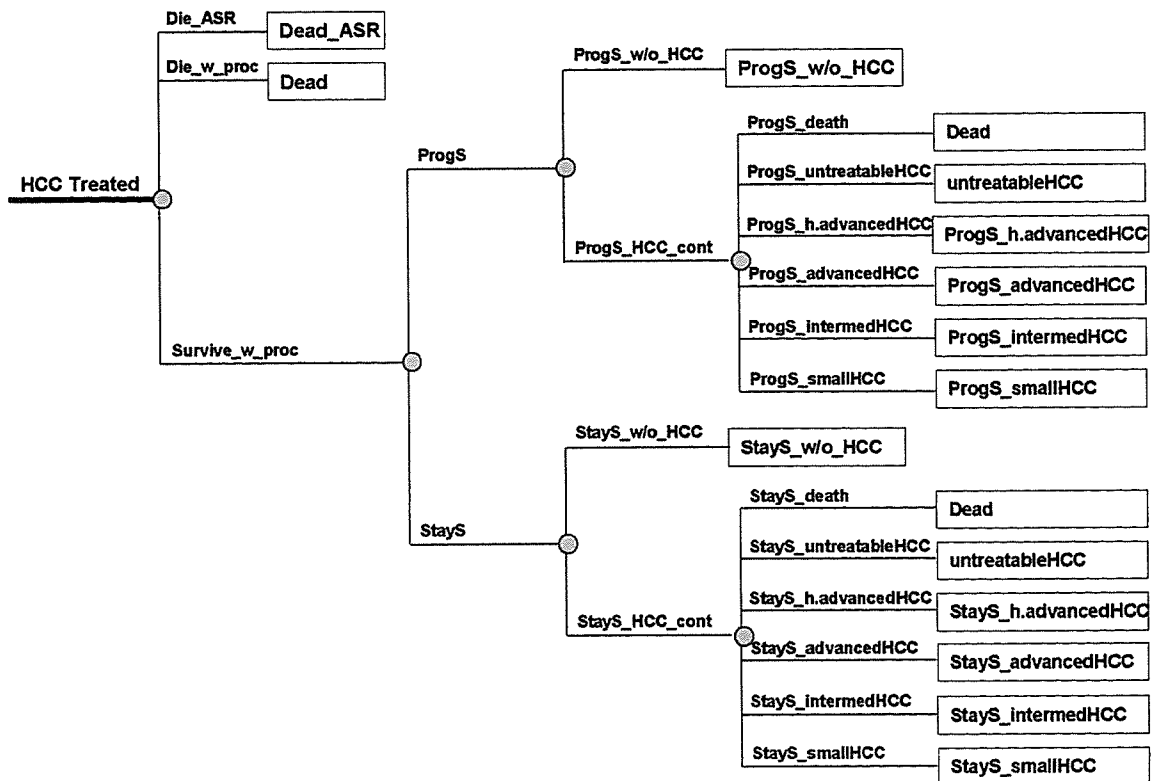 Die_ASR
Dead_ASR
Die_w_proc
Dead
HCC Treated
Survive_w_proc
ProgS
ProgS_w/o_HCC
ProgS_w/o_HCC
ProgS_HCC_cont
ProgS_death
Dead
ProgS_untreatableHCC
untreatableHCC
ProgS_h.advancedHCC
ProgS_h.advancedHCC
ProgS_advancedHCC
ProgS_advancedHCC
ProgS_intermedHCC
ProgS_intermedHCC
ProgS_smallHCC
ProgS_smallHCC
StayS
StayS_w/o_HCC
StayS_w/o_HCC
StayS_HCC_cont
StayS_death
Dead
StayS_untreatableHCC
untreatableHCC
StayS_h.advancedHCC
StayS_h.advancedHCC
StayS_advancedHCC
StayS_advancedHCC
StayS_intermedHCC
StayS_intermedHCC
StayS_smallHCC
StayS_smallHCC